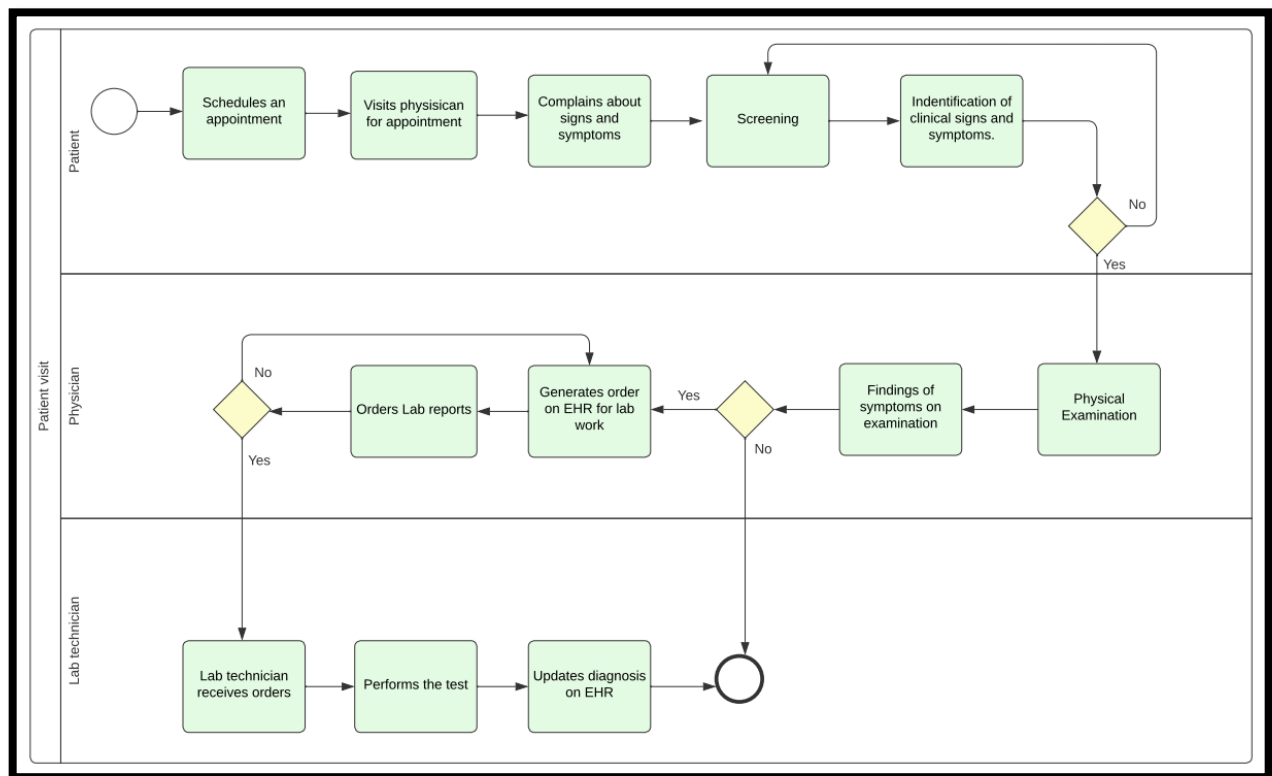 Patient visit
Patient
Schedules an
appointment
Visits physisican
for appointment
Complains about
signs and
symptoms
Screening
Indentification of
clinical signs and
symptoms.
No
Yes
Physician
Physical
Examination
Findings of
symptoms on
examination
Yes
No
Generates order
on EHR for lab
work
Orders Lab reports
No
Yes
Lab technician
Lab technician
receives orders
Performs the test
Updates diagnosis
on EHR